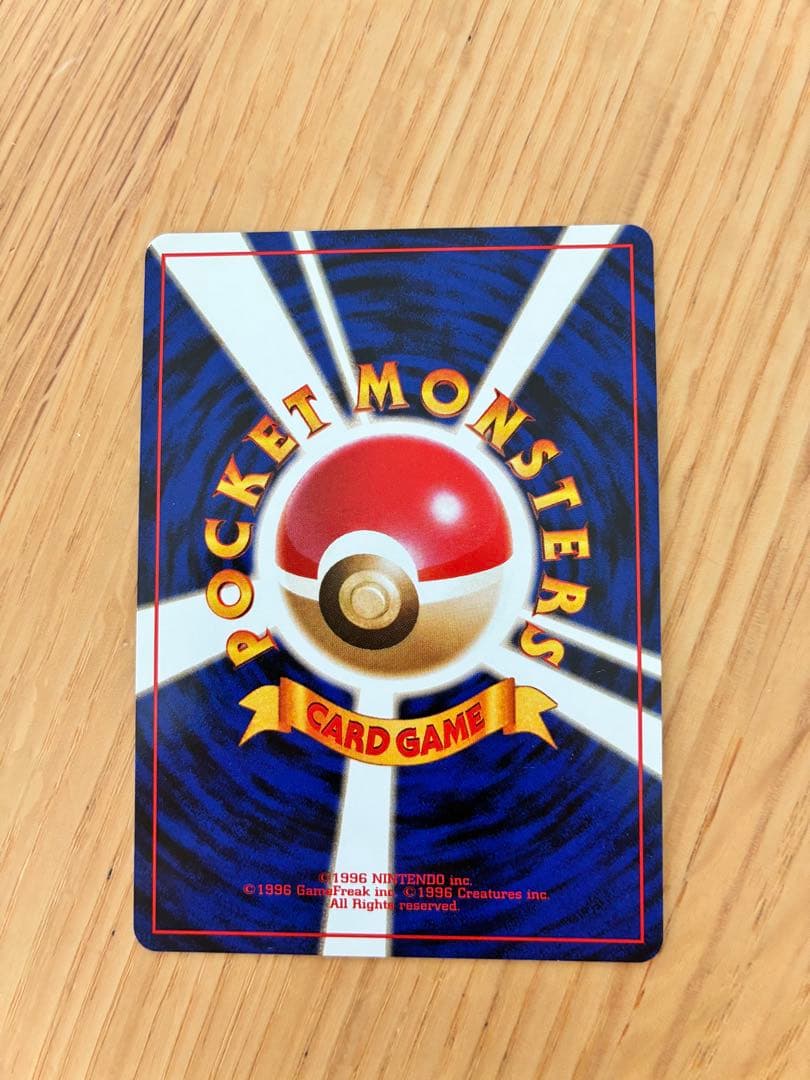 POCKET MONSTERS
CARD GAME
©1996 NINTENDO inc.
©1996 GameFreak inc. ©1996 Creatures inc.
All Rights reserved.